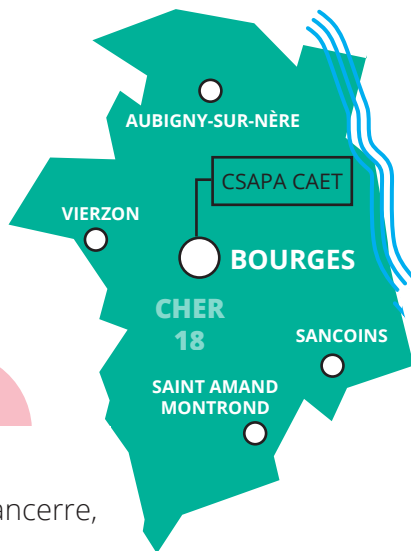 AUBIGNY-SUR-NÈRE
CSAPA CAET
VIERZON
BOURGES
CHER
18
SANCOINS
SAINT AMAND
MONTROND
ancerre,